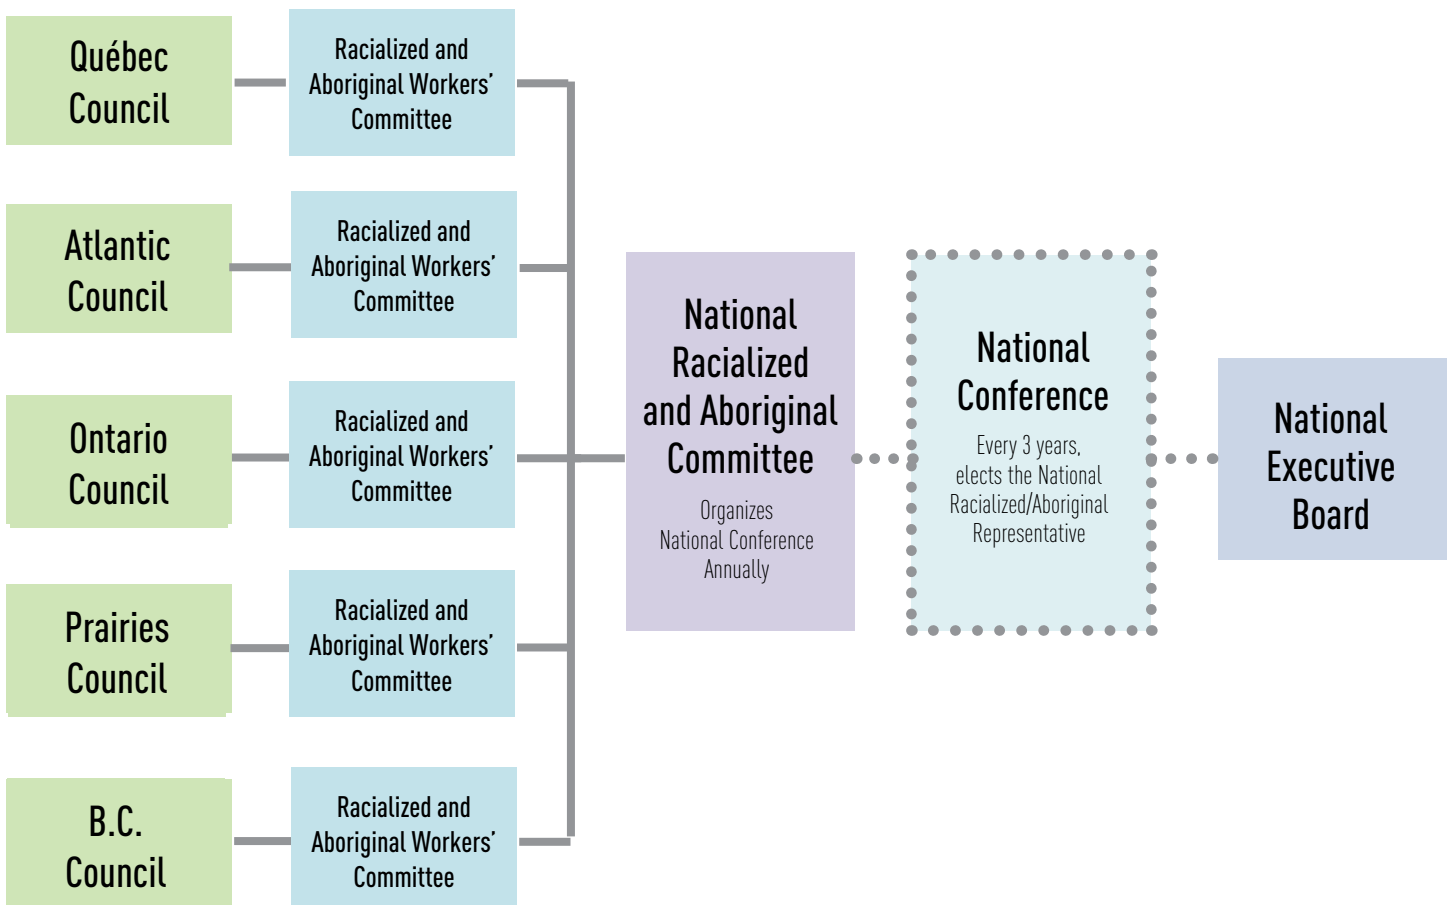 Québec
Council
Racialized and
Aboriginal Workers’
Committee
Atlantic
Council
Racialized and
Aboriginal Workers’
Committee
Ontario
Council
Racialized and
Aboriginal Workers’
Committee
Prairies
Council
Racialized and
Aboriginal Workers’
Committee
B.C.
Council
Racialized and
Aboriginal Workers’
Committee
National
Racialized
and Aboriginal
Committee
Organizes
National Conference
Annually
National
Conference
Every 3 years,
elects the National
Racialized/Aboriginal
Representative
National
Executive
Board